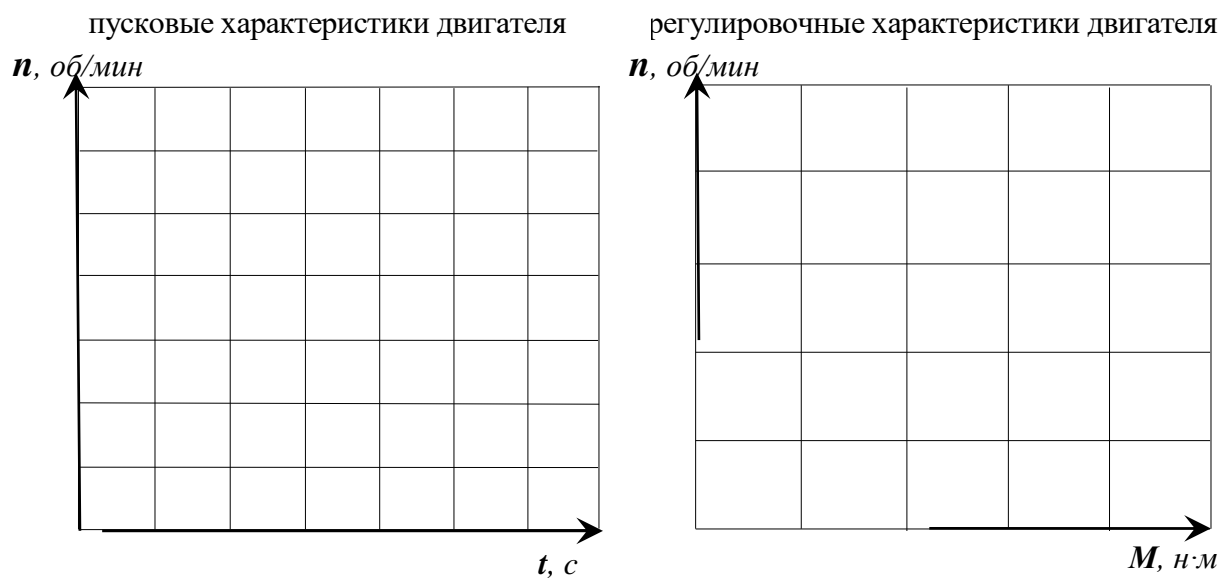 пусковые характеристики двигателя
регулировочные характеристики двигателя
n, об/мин
n, об/мин
t, с
M, н·м